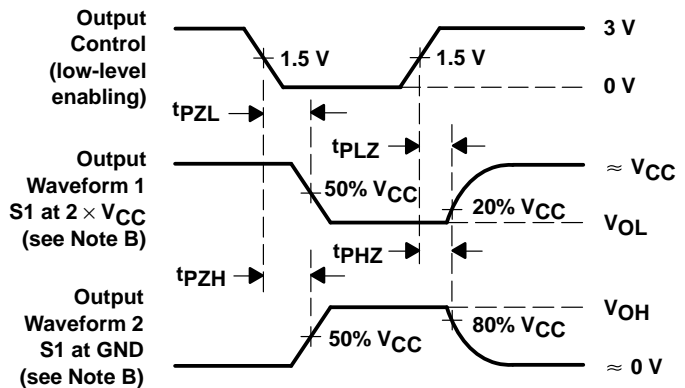 Output
Control
(low-level
enabling)
1.5 V
1.5 V
3 V
0 V
tPZL
tPLZ
Output
Waveform 1
S1 at 2 × VCC
(see Note B)
50% VCC
20% VCC
≈ VCC
VOL
tPZH
tPHZ
Output
Waveform 2
S1 at GND
(see Note B)
50% VCC
80% VCC
VOH
≈ 0 V